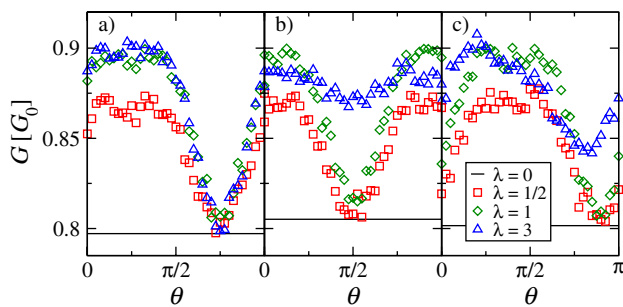 a) b) c)
0.9
0.85
0.8
G [G₀]
λ = 0
λ = 1/2
λ = 1
λ = 3
0 π/2 0 π/2 0 π/2 π
θ θ θ